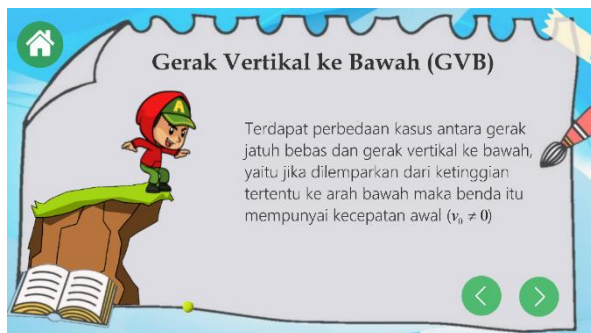 Gerak Vertikal ke Bawah (GVB)
A
Terdapat perbedaan kasus antara gerak
jatuh bebas dan gerak vertikal ke bawah,
yaitu jika dilemparkan dari ketinggian
tertentu ke arah bawah maka benda itu
mempunyai kecepatan awal (v₀ ≠ 0)